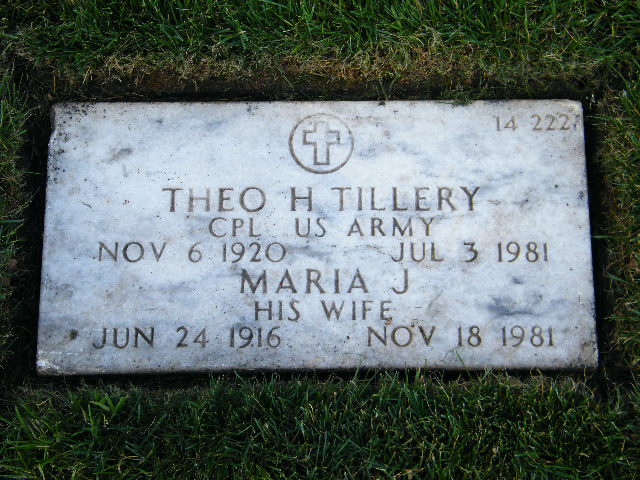 14 2227
THEO H TILLERY
CPL US ARMY
NOV 6 1920 JUL 3 1981
MARIA J
HIS WIFE
JUN 24 1916 NOV 18 1981